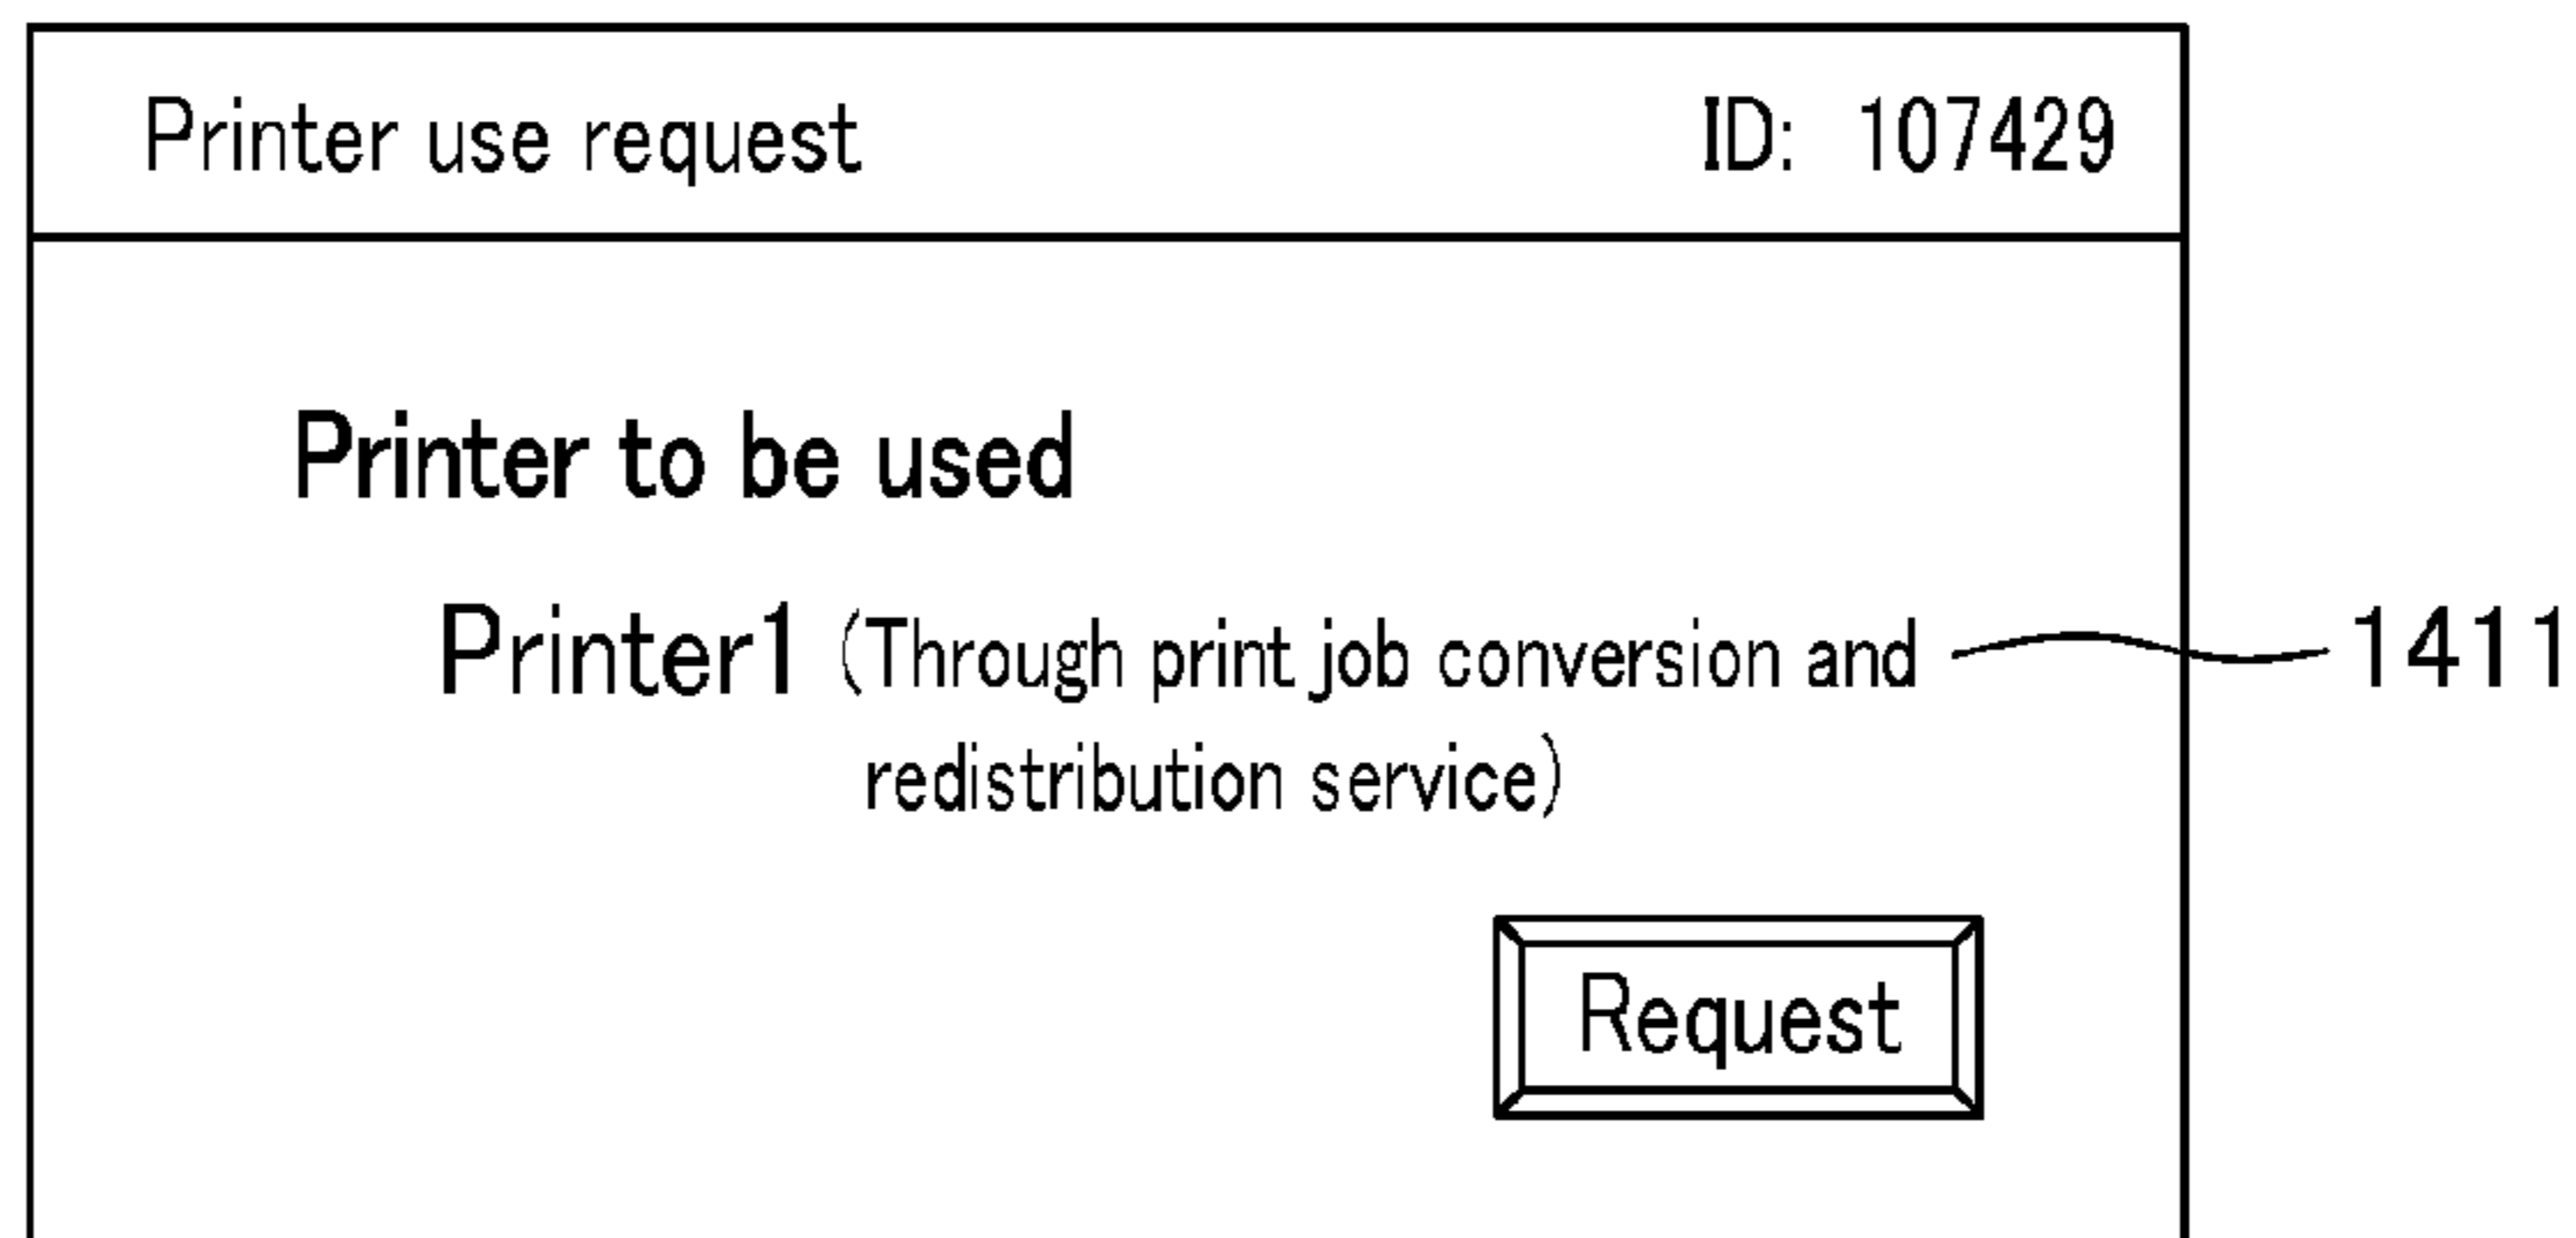 Printer use request ID: 107429
Printer to be used
Printer1 (Through print job conversion and 1411
redistribution service)
Request